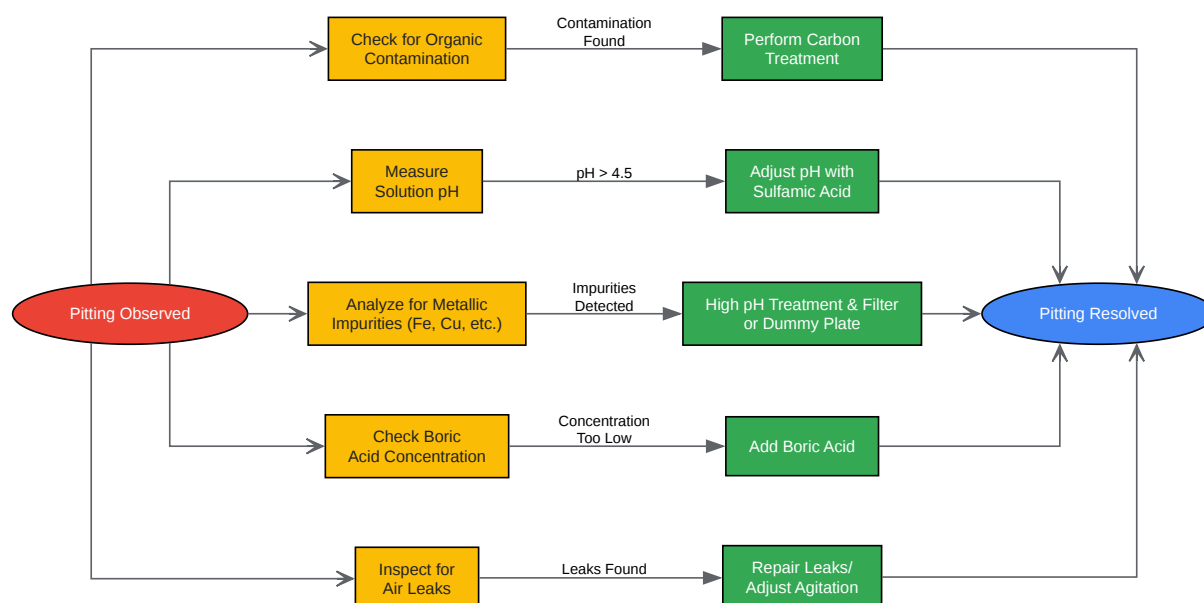 Check for Organic
Contamination
Contamination
Found
Perform Carbon
Treatment
Measure
Solution pH
pH > 4.5
Adjust pH with
Sulfamic Acid
Pitting Observed
Analyze for Metallic
Impurities (Fe, Cu, etc.)
Impurities
Detected
High pH Treatment & Filter
or Dummy Plate
Pitting Resolved
Check Boric
Acid Concentration
Concentration
Too Low
Add Boric Acid
Inspect for
Air Leaks
Leaks Found
Repair Leaks/
Adjust Agitation